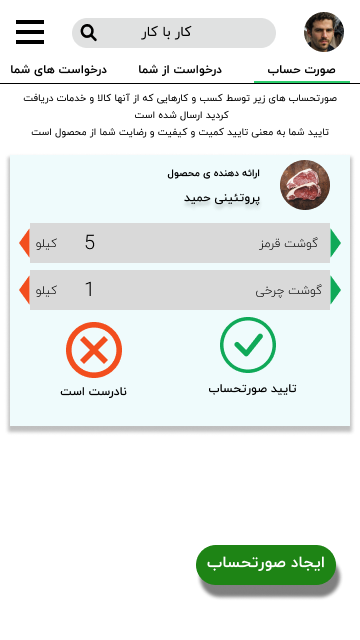 کار با کار
صورت حساب
درخواست از شما
درخواست های شما
صورتحساب های زیر توسط کسب و کارهایی که از آنها کالا و خدمات دریافت
کردید ارسال شده است
تایید شما به معنی تایید کمیت و کیفیت و رضایت شما از محصول است
ارائه دهنده ی محصول
پروتئینی حمید
گوشت قرمز 5 کیلو
گوشت چرخی 1 کیلو
تایید صورتحساب
نادرست است
ایجاد صورتحساب